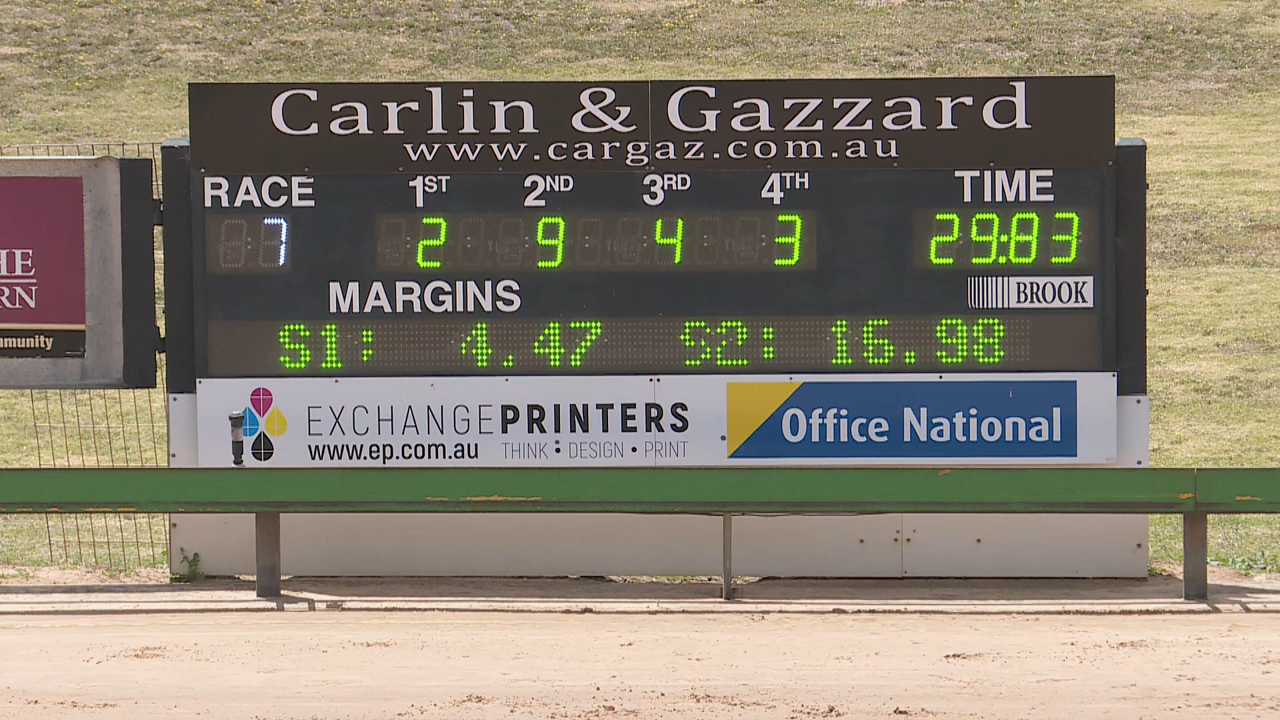 Carlin & Gazzard
www.cargaz.com.au
RACE 1ST 2ND 3RD 4TH TIME
7 2 9 4 3 29:83
MARGINS
BROOK
S1: 4.47 S2: 16.98
EXCHANGEPRINTERS
www.ep.com.au THINK : DESIGN • PRINT
Office National